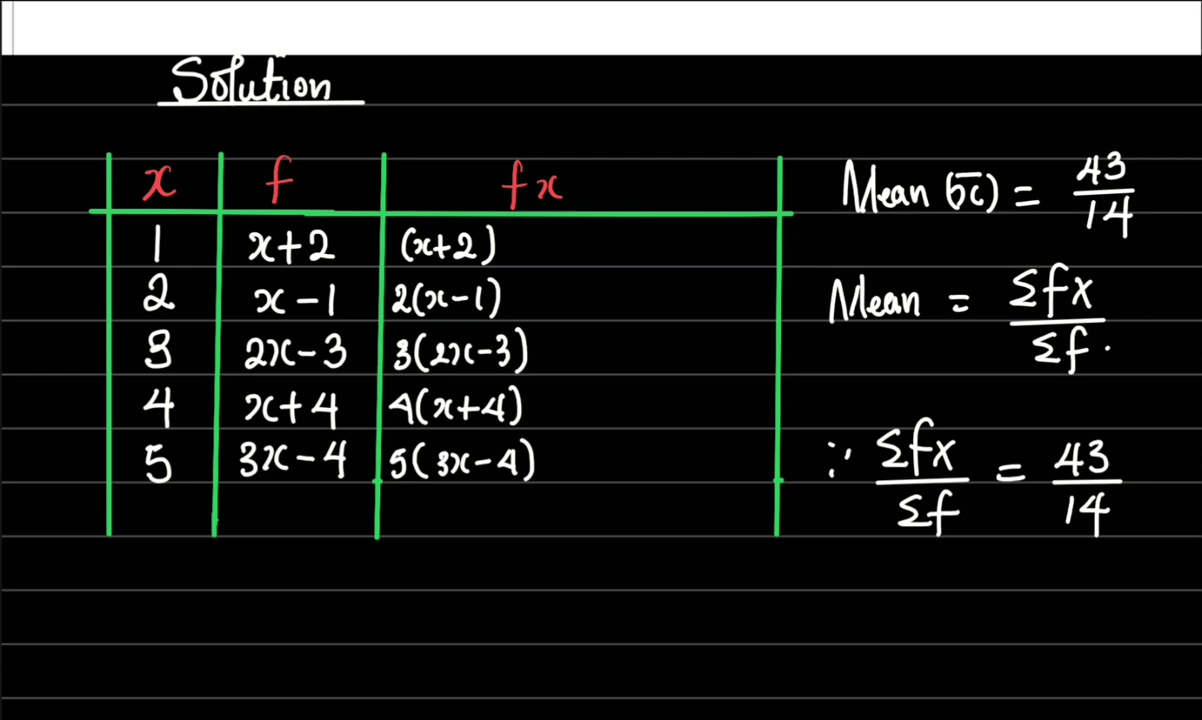 Solution
x f fx
1 x+2 (x+2)
2 x-1 2(x-1)
3 2x-3 3(2x-3)
4 x+4 4(x+4)
5 3x-4 5(3x-4)
Mean (x̄) = 43/14
Mean = Σfx/Σf.
∵ Σfx/Σf = 43/14